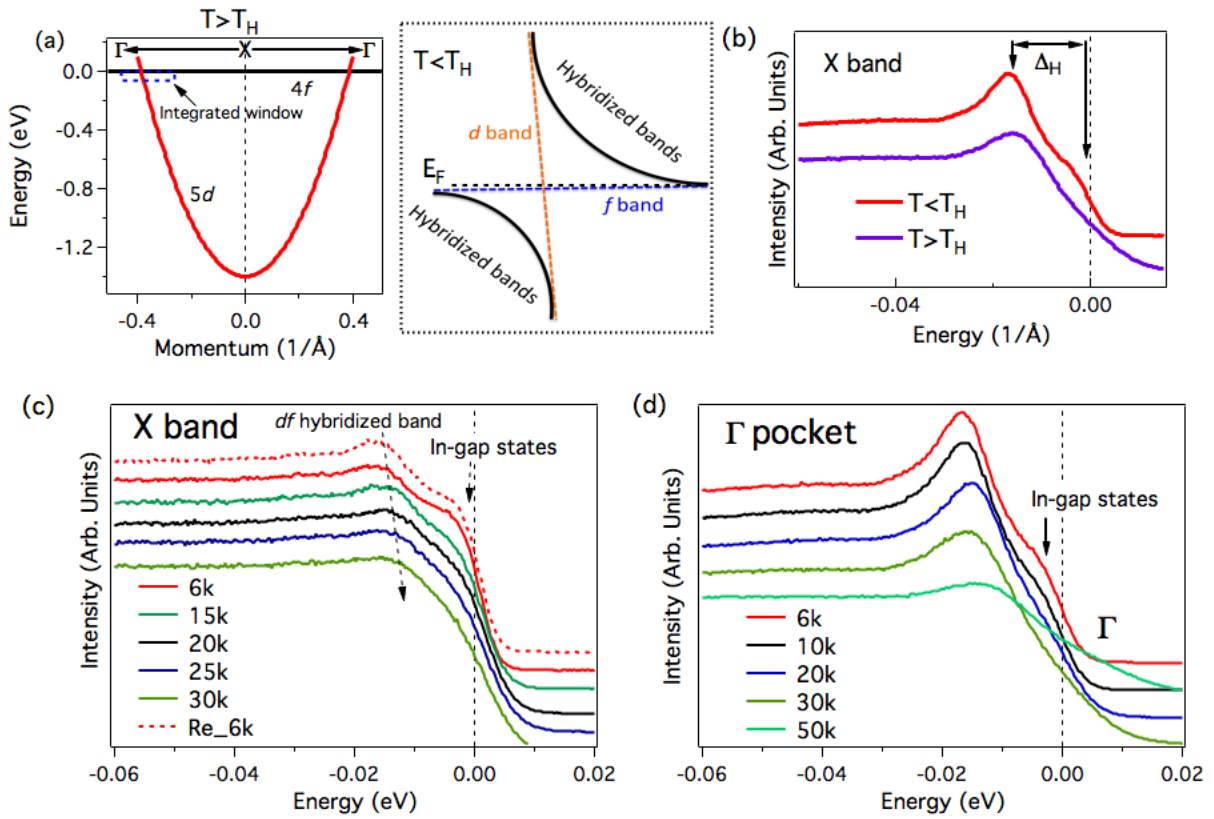 (a)
T>T_H
Γ X Γ
0.0
-0.4
-0.8
-1.2
Energy (eV)
4f
Integrated window
5d
-0.4 0.0 0.4
Momentum (1/Å)
T<T_H
Hybridized bands
d band
E_F
f band
Hybridized bands
(b)
X band
Δ_H
Intensity (Arb. Units)
T<T_H
T>T_H
-0.04 0.00
Energy (1/Å)
(c)
X band
df hybridized band
In-gap states
Intensity (Arb. Units)
6k
15k
20k
25k
30k
Re_6k
-0.06 -0.04 -0.02 0.00 0.02
Energy (eV)
(d)
Γ pocket
In-gap states
Intensity (Arb. Units)
Γ
6k
10k
20k
30k
50k
-0.06 -0.04 -0.02 0.00 0.02
Energy (eV)